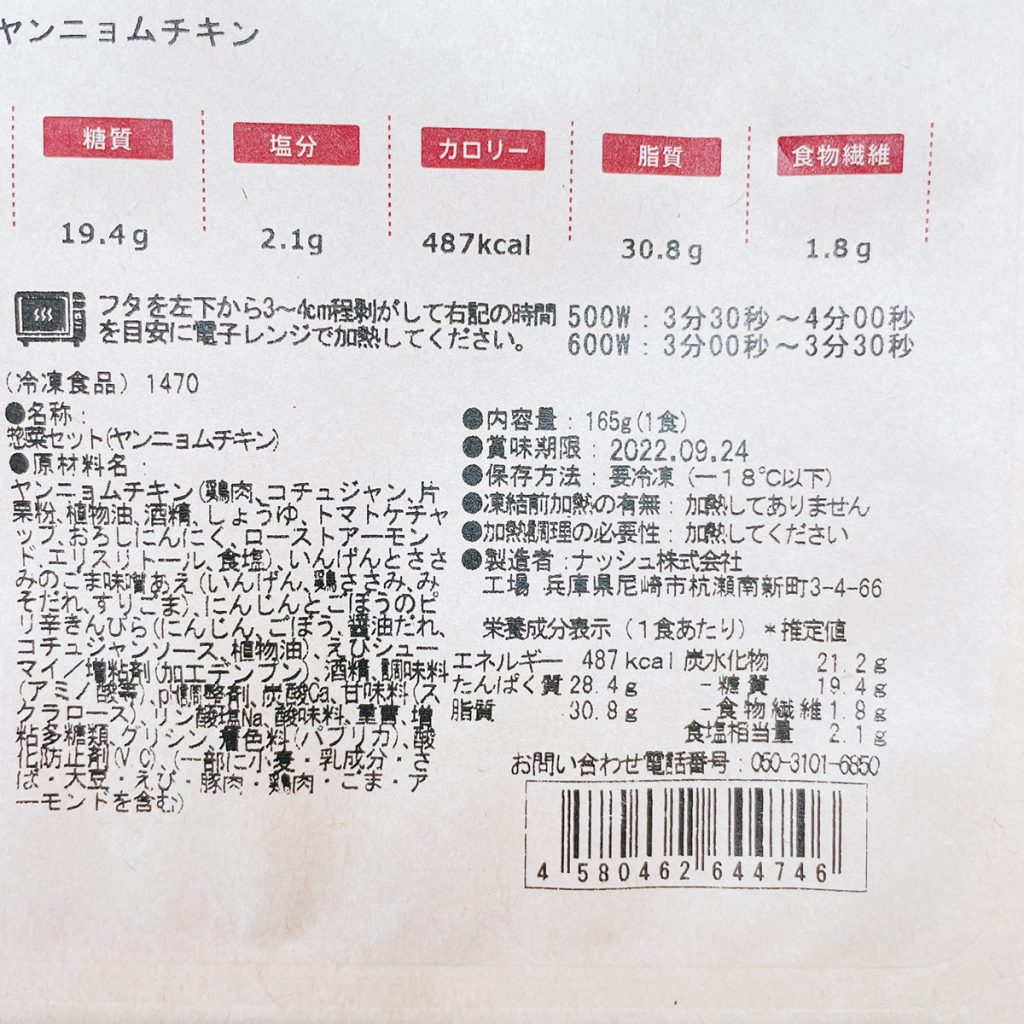 ヤンニョムチキン
糖質 塩分 カロリー 脂質 食物繊維
19.4g 2.1g 487kcal 30.8g 1.8g
フタを左下から3～4cm程剥がして右記の時間
を目安に電子レンジで加熱してください。
500W：3分30秒～4分00秒
600W：3分00秒～3分30秒
(冷凍食品) 1470
●名称：
惣菜セット(ヤンニョムチキン)
●原材料名：
ヤンニョムチキン(鶏肉、コチュジャン、片
栗粉、植物油、酒精、しょうゆ、トマトケチャ
ップ、おろしにんにく、ローストアーモン
ド、エリスリトール、食塩)、いんげんとささ
みのごま味噌あえ(いんげん、鶏ささみ、み
そだれ、すりごま)、にんじんとごぼうのピ
リ辛きんぴら(にんじん、ごぼう、醤油だれ、
コチュジャンソース、植物油)、えびシュー
マイ/増粘剤(加工デンプン)、酒精、調味料
(アミノ酸等)、pH調整剤、炭酸Ca、甘味料(ス
クラロース)、リン酸塩Na、酸味料、重曹、増
粘多糖類、グリシン、着色料(パプリカ)、酸
化防止剤(V.C)、(一部に小麦・乳成分・さ
ば・大豆・えび・豚肉・鶏肉・ごま・ア
ーモンドを含む)
●内容量：165g(1食)
●賞味期限：2022.09.24
●保存方法：要冷凍(－18℃以下)
●凍結前加熱の有無：加熱してありません
●加熱調理の必要性：加熱してください
●製造者：ナッシュ株式会社
工場 兵庫県尼崎市杭瀬南新町3-4-66
栄養成分表示(1食あたり) *推定値
エネルギー 487kcal 炭水化物 21.2g
たんぱく質 28.4g -糖質 19.4g
脂質 30.8g -食物繊維 1.8g
食塩相当量 2.1g
お問い合わせ電話番号：050-3101-6850
4 580462 644746